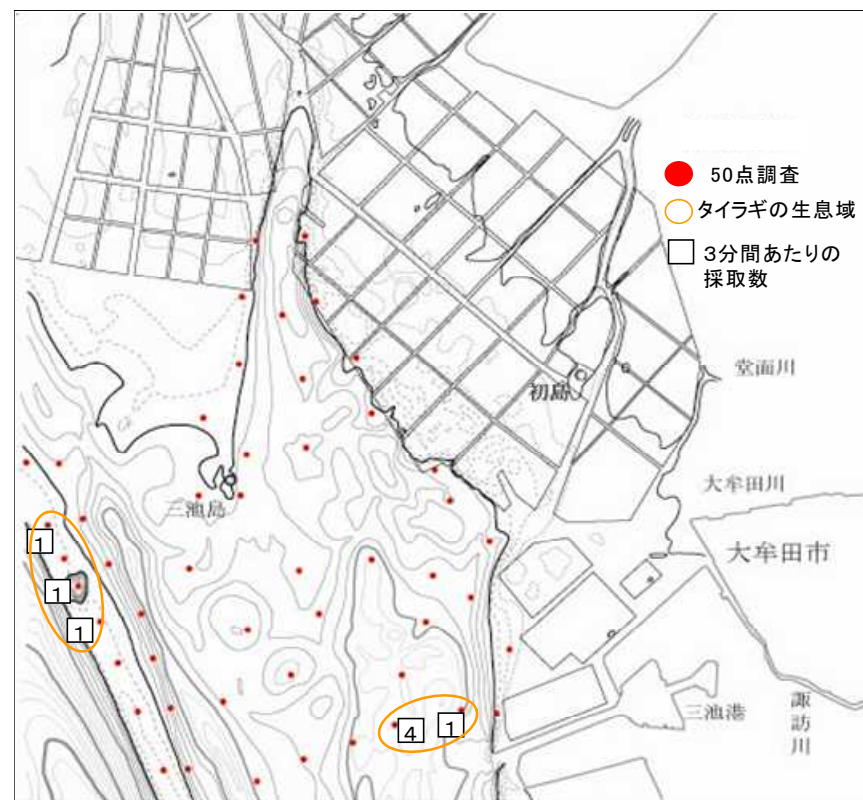 50点調査
タイラギの生息域
3分間あたりの
採取数
堂面川
初島
大牟田川
三池島
大牟田市
1
1
1
三池港
諏訪川
4
1